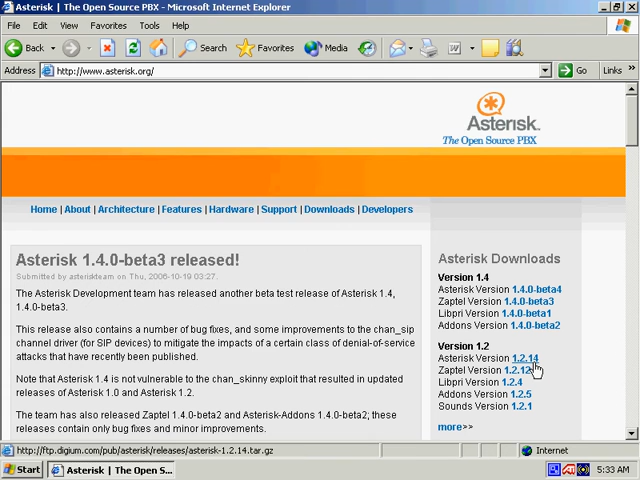 Asterisk | The Open Source PBX - Microsoft Internet Explorer
File Edit View Favorites Tools Help
Back Search Favorites Media
Address http://www.asterisk.org/ Go Links »
Asterisk.
The Open Source PBX
Home | About | Architecture | Features | Hardware | Support | Downloads | Developers
Asterisk 1.4.0-beta3 released!
Submitted by asteriskteam on Thu, 2006-10-19 03:27.
The Asterisk Development team has released another beta test release of Asterisk 1.4,
1.4.0-beta3.
This release also contains a number of bug fixes, and some improvements to the chan_sip
channel driver (for SIP devices) to mitigate the impacts of a certain class of denial-of-service
attacks that have recently been published.
Note that Asterisk 1.4 is not vulnerable to the chan_skinny exploit that resulted in updated
releases of Asterisk 1.0 and Asterisk 1.2.
The team has also released Zaptel 1.4.0-beta2 and Asterisk-Addons 1.4.0-beta2; these
releases contain only bug fixes and minor improvements.
Asterisk Downloads
Version 1.4
Asterisk Version 1.4.0-beta4
Zaptel Version 1.4.0-beta3
Libpri Version 1.4.0-beta1
Addons Version 1.4.0-beta2
Version 1.2
Asterisk Version 1.2.14
Zaptel Version 1.2.12
Libpri Version 1.2.4
Addons Version 1.2.5
Sounds Version 1.2.1
more>>
http://ftp.digium.com/pub/asterisk/releases/asterisk-1.2.14.tar.gz Internet
Start Asterisk | The Open S... 5:33 AM